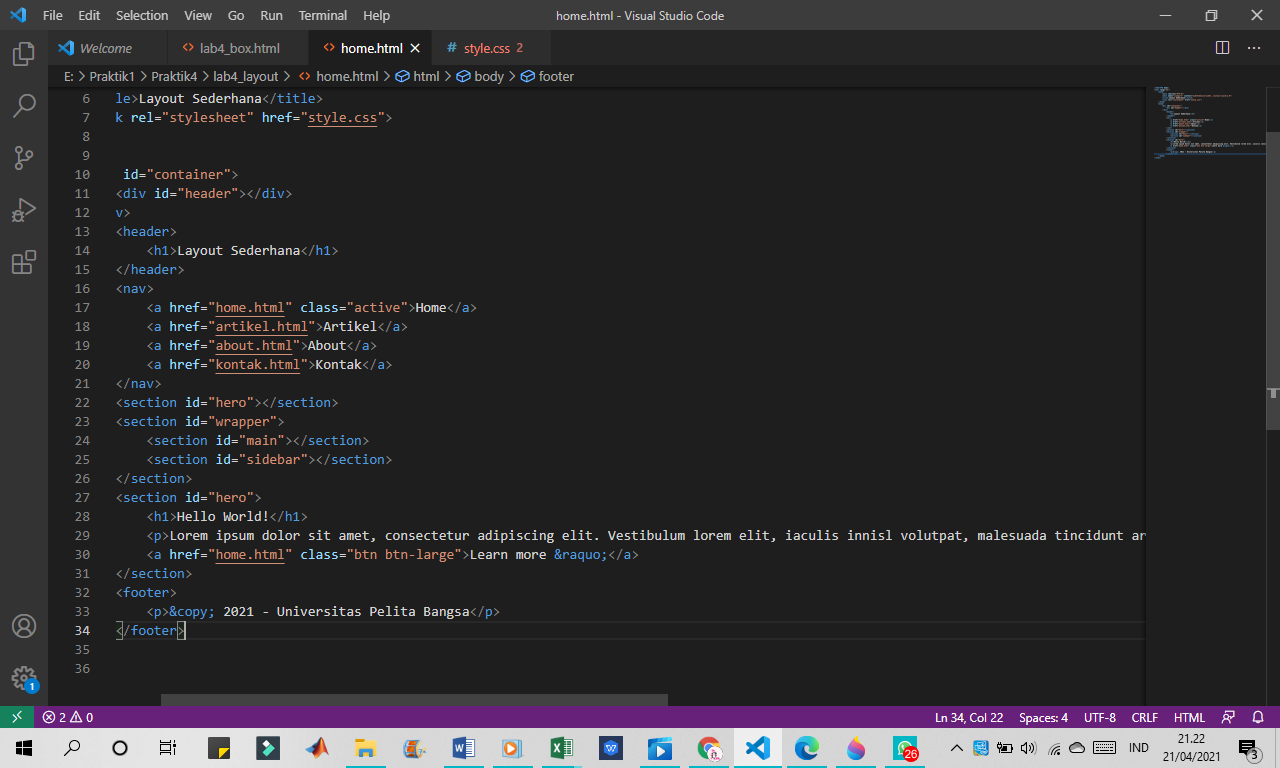 File Edit Selection View Go Run Terminal Help home.html - Visual Studio Code
Welcome lab4_box.html home.html style.css 2
E: > Praktik1 > Praktik4 > lab4_layout > home.html > html > body > footer
6 le>Layout Sederhana</title>
7 k rel="stylesheet" href="style.css">
8
9
10 id="container">
11 <div id="header"></div>
12 v>
13 <header>
14 <h1>Layout Sederhana</h1>
15 </header>
16 <nav>
17 <a href="home.html" class="active">Home</a>
18 <a href="artikel.html">Artikel</a>
19 <a href="about.html">About</a>
20 <a href="kontak.html">Kontak</a>
21 </nav>
22 <section id="hero"></section>
23 <section id="wrapper">
24 <section id="main"></section>
25 <section id="sidebar"></section>
26 </section>
27 <section id="hero">
28 <h1>Hello World!</h1>
29 <p>Lorem ipsum dolor sit amet, consectetur adipiscing elit. Vestibulum lorem elit, iaculis innisl volutpat, malesuada tincidunt ar
30 <a href="home.html" class="btn btn-large">Learn more &raquo;</a>
31 </section>
32 <footer>
33 <p>&copy; 2021 - Universitas Pelita Bangsa</p>
34 </footer>
35
36
1
2 0 Ln 34, Col 22 Spaces: 4 UTF-8 CRLF HTML
26 IND 21.22
21/04/2021 3